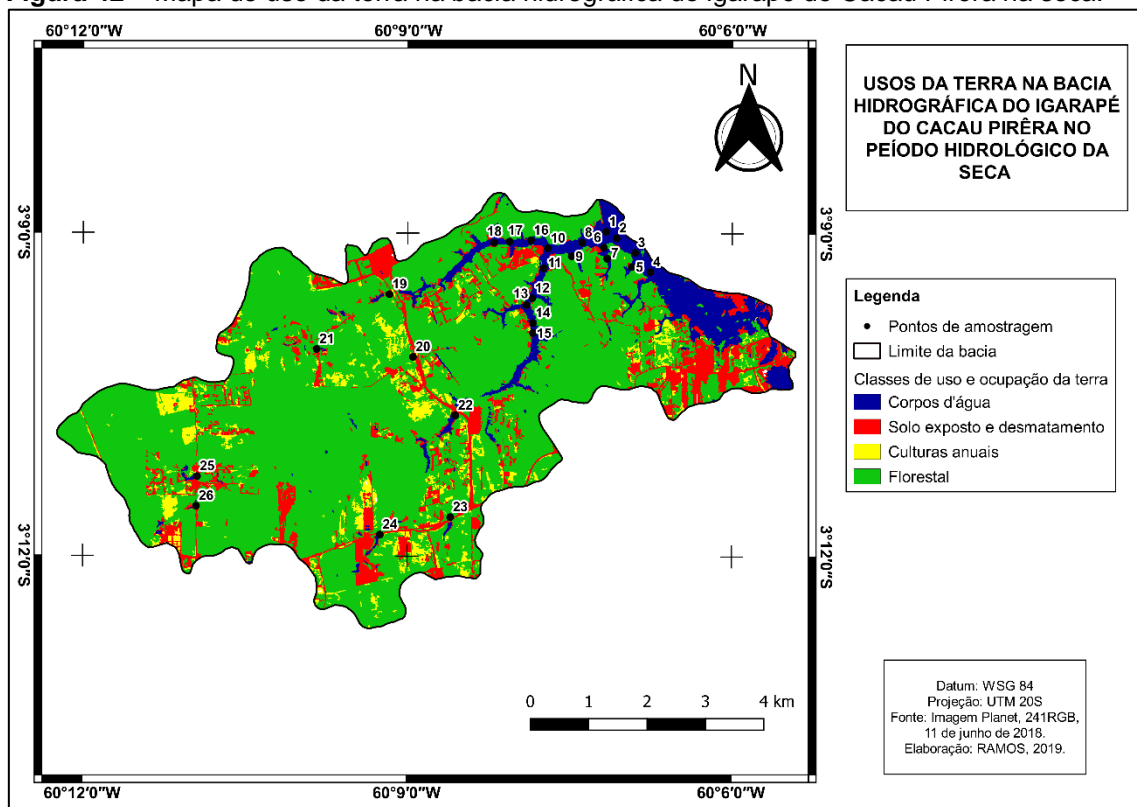 Figura 42 – Mapa de uso da terra na bacia hidrográfica do Igarapé do Cacau Pirêra na seca.
60°12'0"W 60°9'0"W 60°6'0"W
N
USOS DA TERRA NA BACIA
HIDROGRÁFICA DO IGARAPÉ
DO CACAU PIRÊRA NO
PEÍODO HIDROLÓGICO DA
SECA
3°9'0"S 3°9'0"S
1
2
3
4
5
6
7
8
9
10
11
12
13
14
15
16
17
18
19
20
21
22
23
24
25
26
Legenda
Pontos de amostragem
Limite da bacia
Classes de uso e ocupação da terra
Corpos d'água
Solo exposto e desmatamento
Culturas anuais
Florestal
3°12'0"S 3°12'0"S
0 1 2 3 4 km
Datum: WSG 84
Projeção: UTM 20S
Fonte: Imagem Planet, 241RGB,
11 de junho de 2018.
Elaboração: RAMOS, 2019.
60°12'0"W 60°9'0"W 60°6'0"W